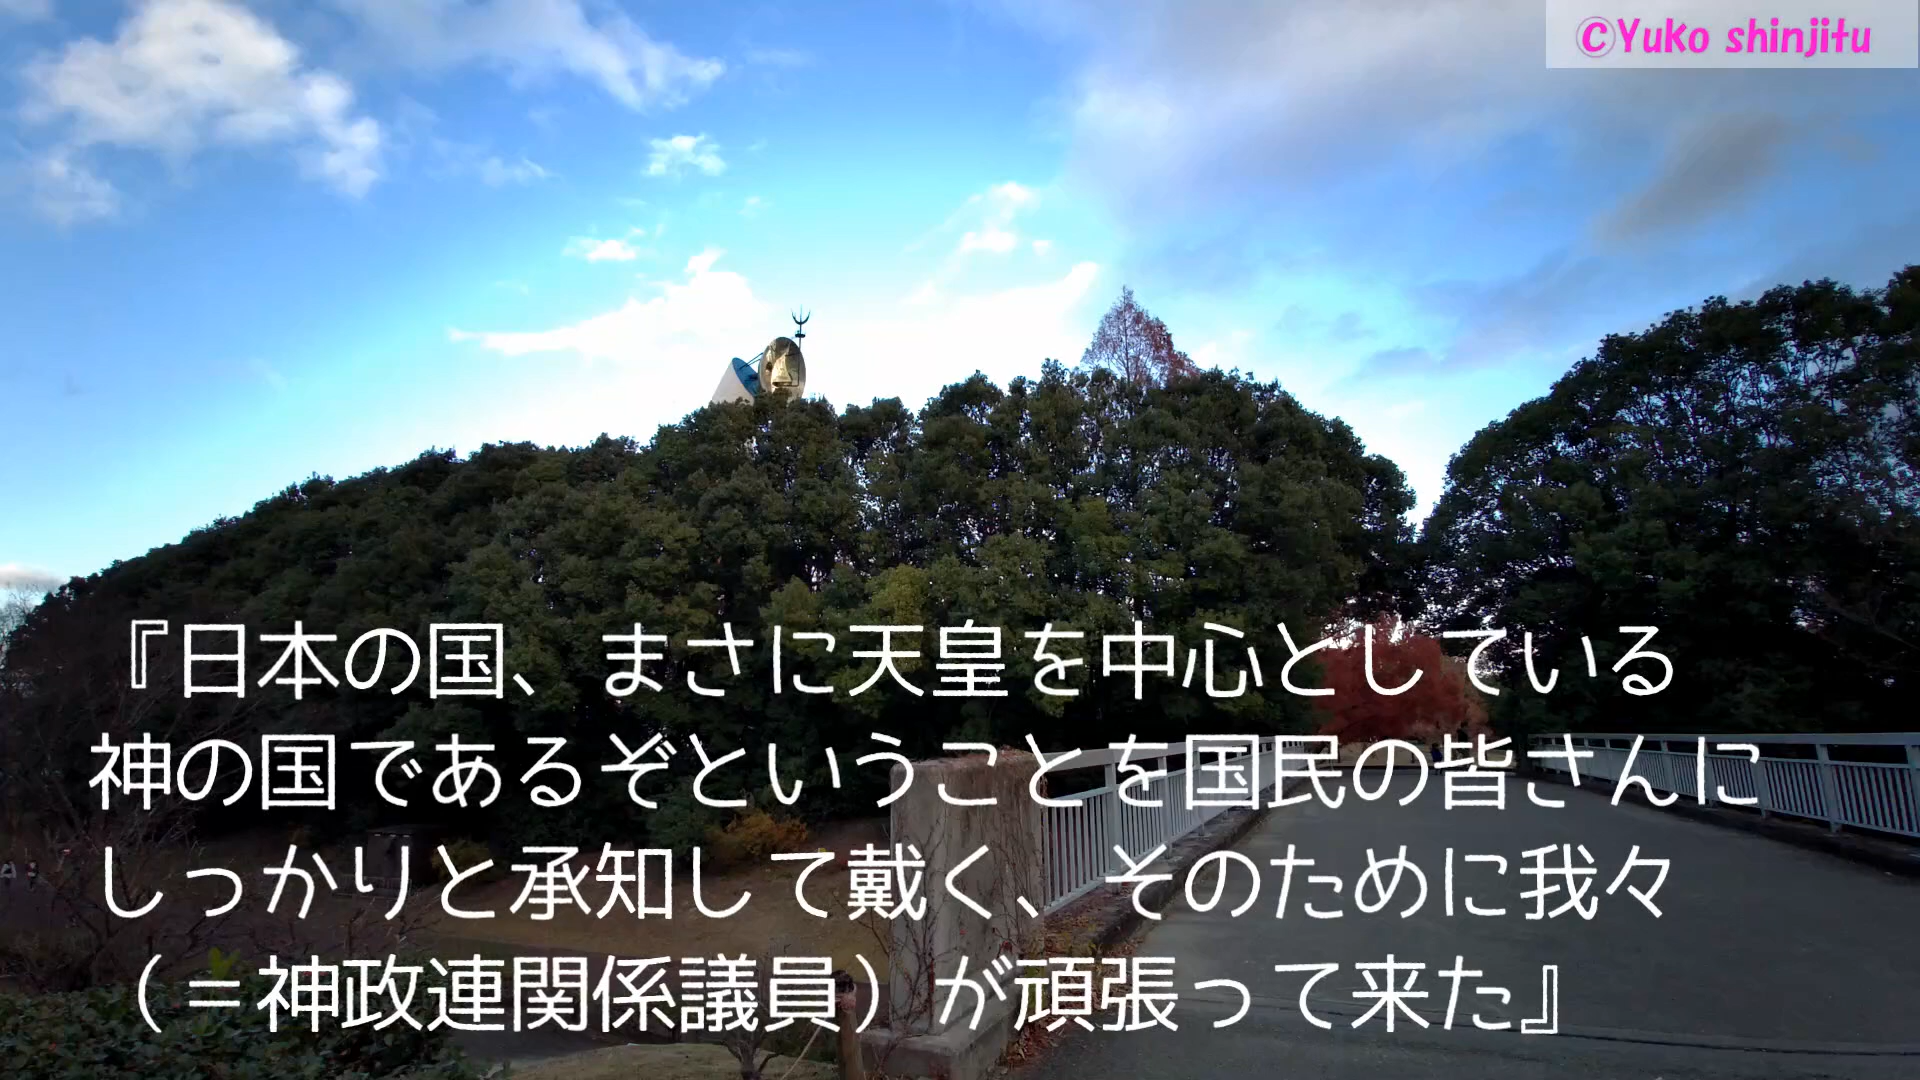 ©Yuko shinjitu
『日本の国、まさに天皇を中心としている
神の国であるぞということを国民の皆さんに
しっかりと承知して戴く、そのために我々
（＝神政連関係議員）が頑張って来た』